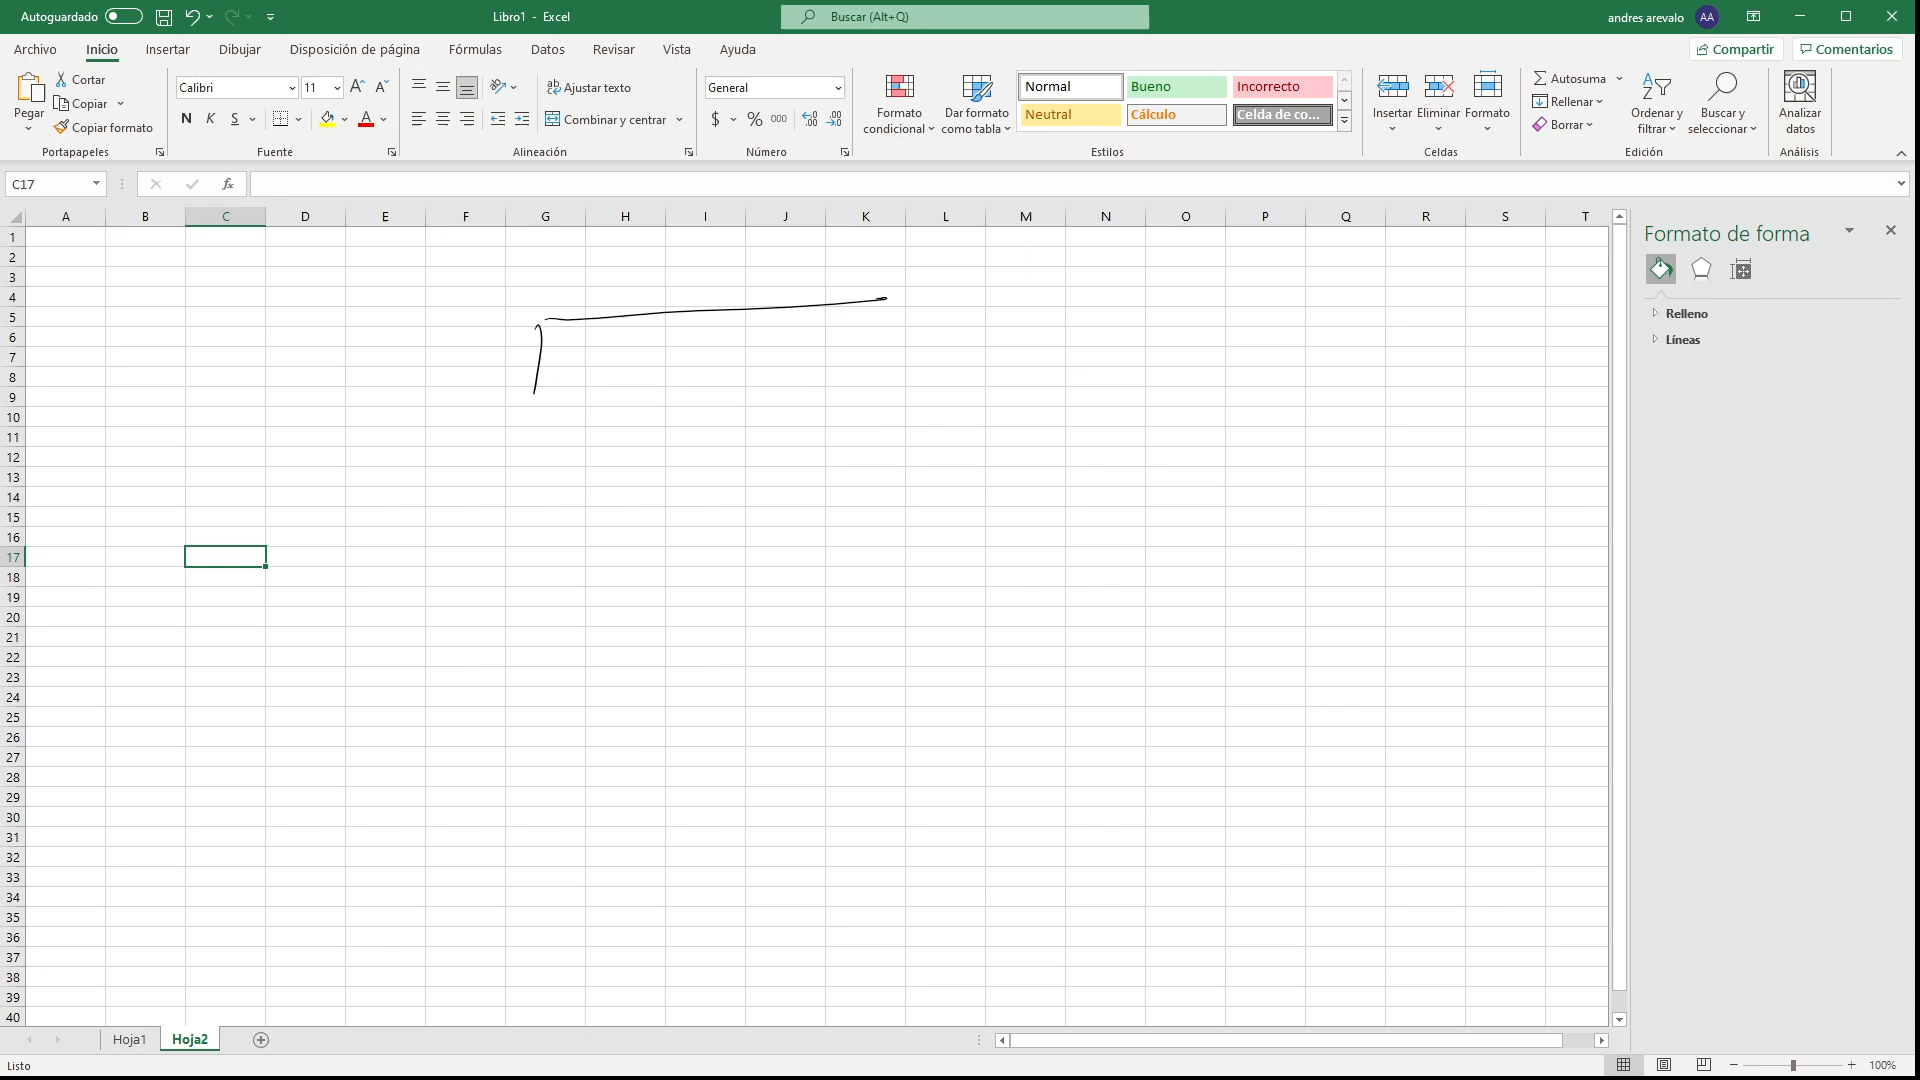 Autoguardado
Libro1 - Excel
Buscar (Alt+Q)
andres arevalo
AA
Archivo
Inicio
Insertar
Dibujar
Disposición de página
Fórmulas
Datos
Revisar
Vista
Ayuda
Compartir
Comentarios
Pegar
Cortar
Copiar
Copiar formato
Portapapeles
Calibri
11
N K S
Fuente
Ajustar texto
Combinar y centrar
Alineación
General
$ % 000
Número
Formato
condicional
Dar formato
como tabla
Normal
Bueno
Incorrecto
Neutral
Cálculo
Celda de co...
Estilos
Insertar
Eliminar
Formato
Celdas
Autosuma
Rellenar
Borrar
Ordenar y
filtrar
Buscar y
seleccionar
Edición
Analizar
datos
Análisis
C17
fx
A B C D E F G H I J K L M N O P Q R S T
1
2
3
4
5
6
7
8
9
10
11
12
13
14
15
16
17
18
19
20
21
22
23
24
25
26
27
28
29
30
31
32
33
34
35
36
37
38
39
40
Formato de forma
Relleno
Líneas
Hoja1
Hoja2
Listo
100%